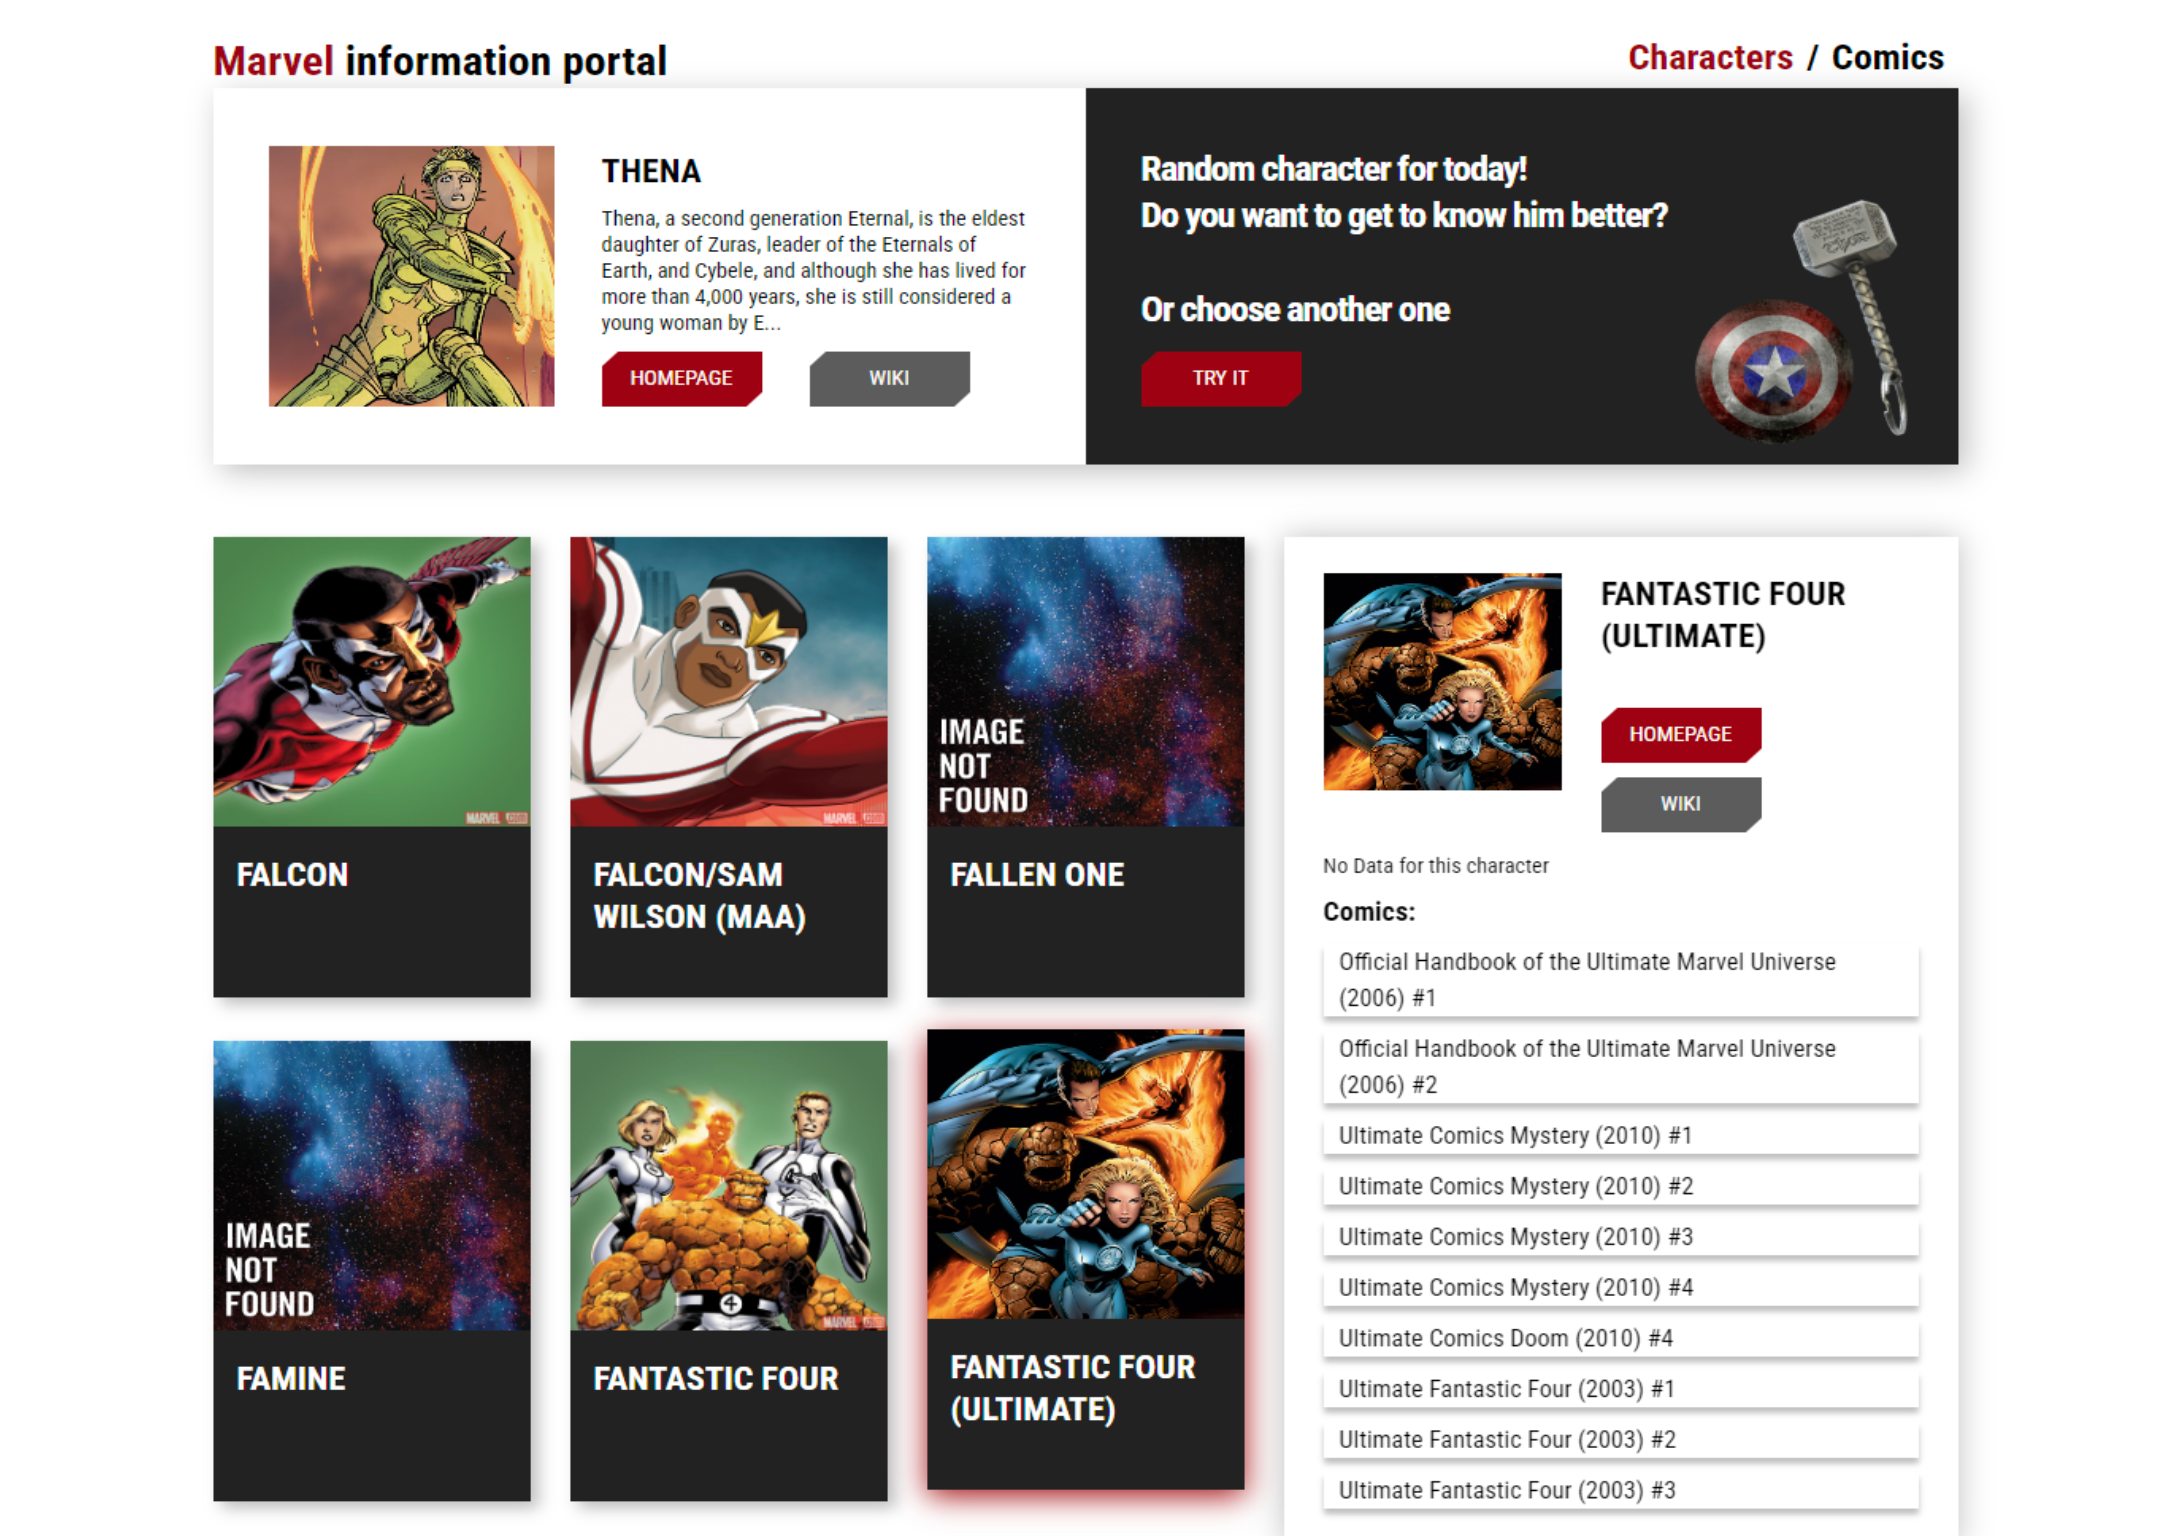 Marvel information portal
Characters / Comics
THENA
Thena, a second generation Eternal, is the eldest
daughter of Zuras, leader of the Eternals of
Earth, and Cybele, and although she has lived for
more than 4,000 years, she is still considered a
young woman by E...
HOMEPAGE
WIKI
Random character for today!
Do you want to get to know him better?
Or choose another one
TRY IT
MARVEL
FALCON
MARVEL
FALCON/SAM
WILSON (MAA)
IMAGE
NOT
FOUND
FALLEN ONE
IMAGE
NOT
FOUND
FAMINE
4
MARVEL
FANTASTIC FOUR
FANTASTIC FOUR
(ULTIMATE)
FANTASTIC FOUR
(ULTIMATE)
HOMEPAGE
WIKI
No Data for this character
Comics:
Official Handbook of the Ultimate Marvel Universe
(2006) #1
Official Handbook of the Ultimate Marvel Universe
(2006) #2
Ultimate Comics Mystery (2010) #1
Ultimate Comics Mystery (2010) #2
Ultimate Comics Mystery (2010) #3
Ultimate Comics Mystery (2010) #4
Ultimate Comics Doom (2010) #4
Ultimate Fantastic Four (2003) #1
Ultimate Fantastic Four (2003) #2
Ultimate Fantastic Four (2003) #3